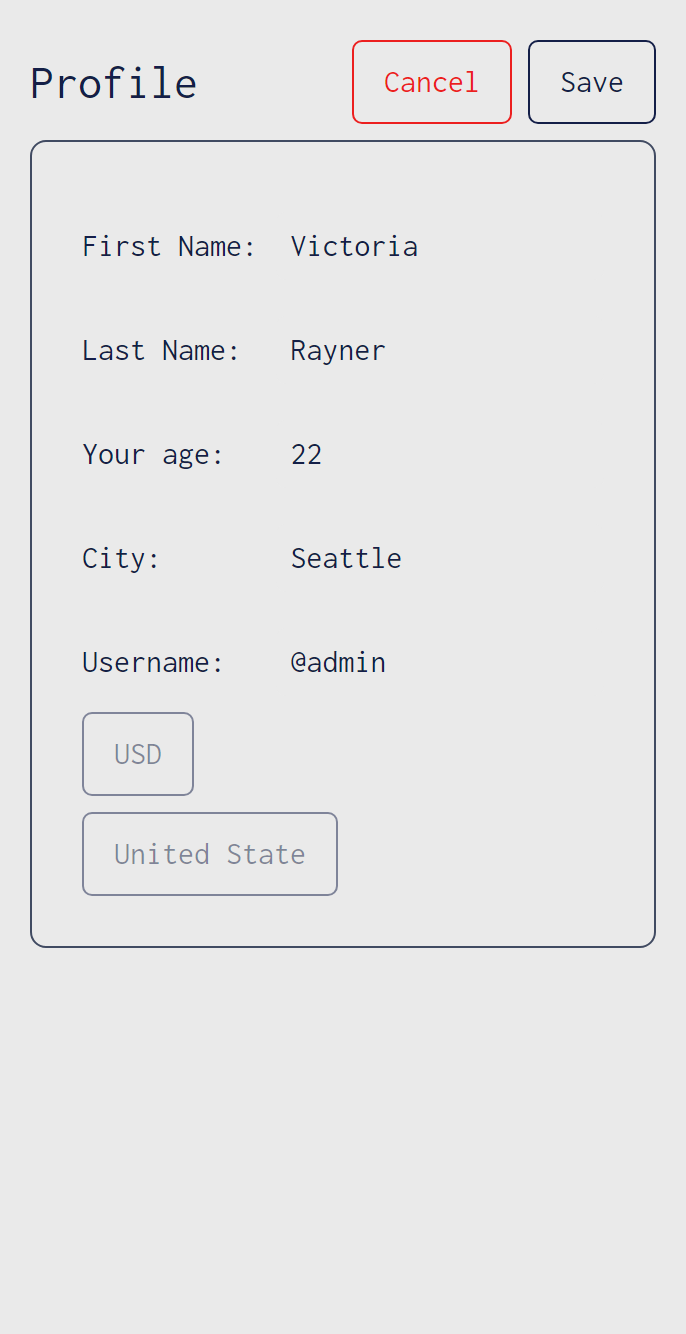 Profile Cancel Save
First Name: Victoria
Last Name: Rayner
Your age: 22
City: Seattle
Username: @admin
USD
United State